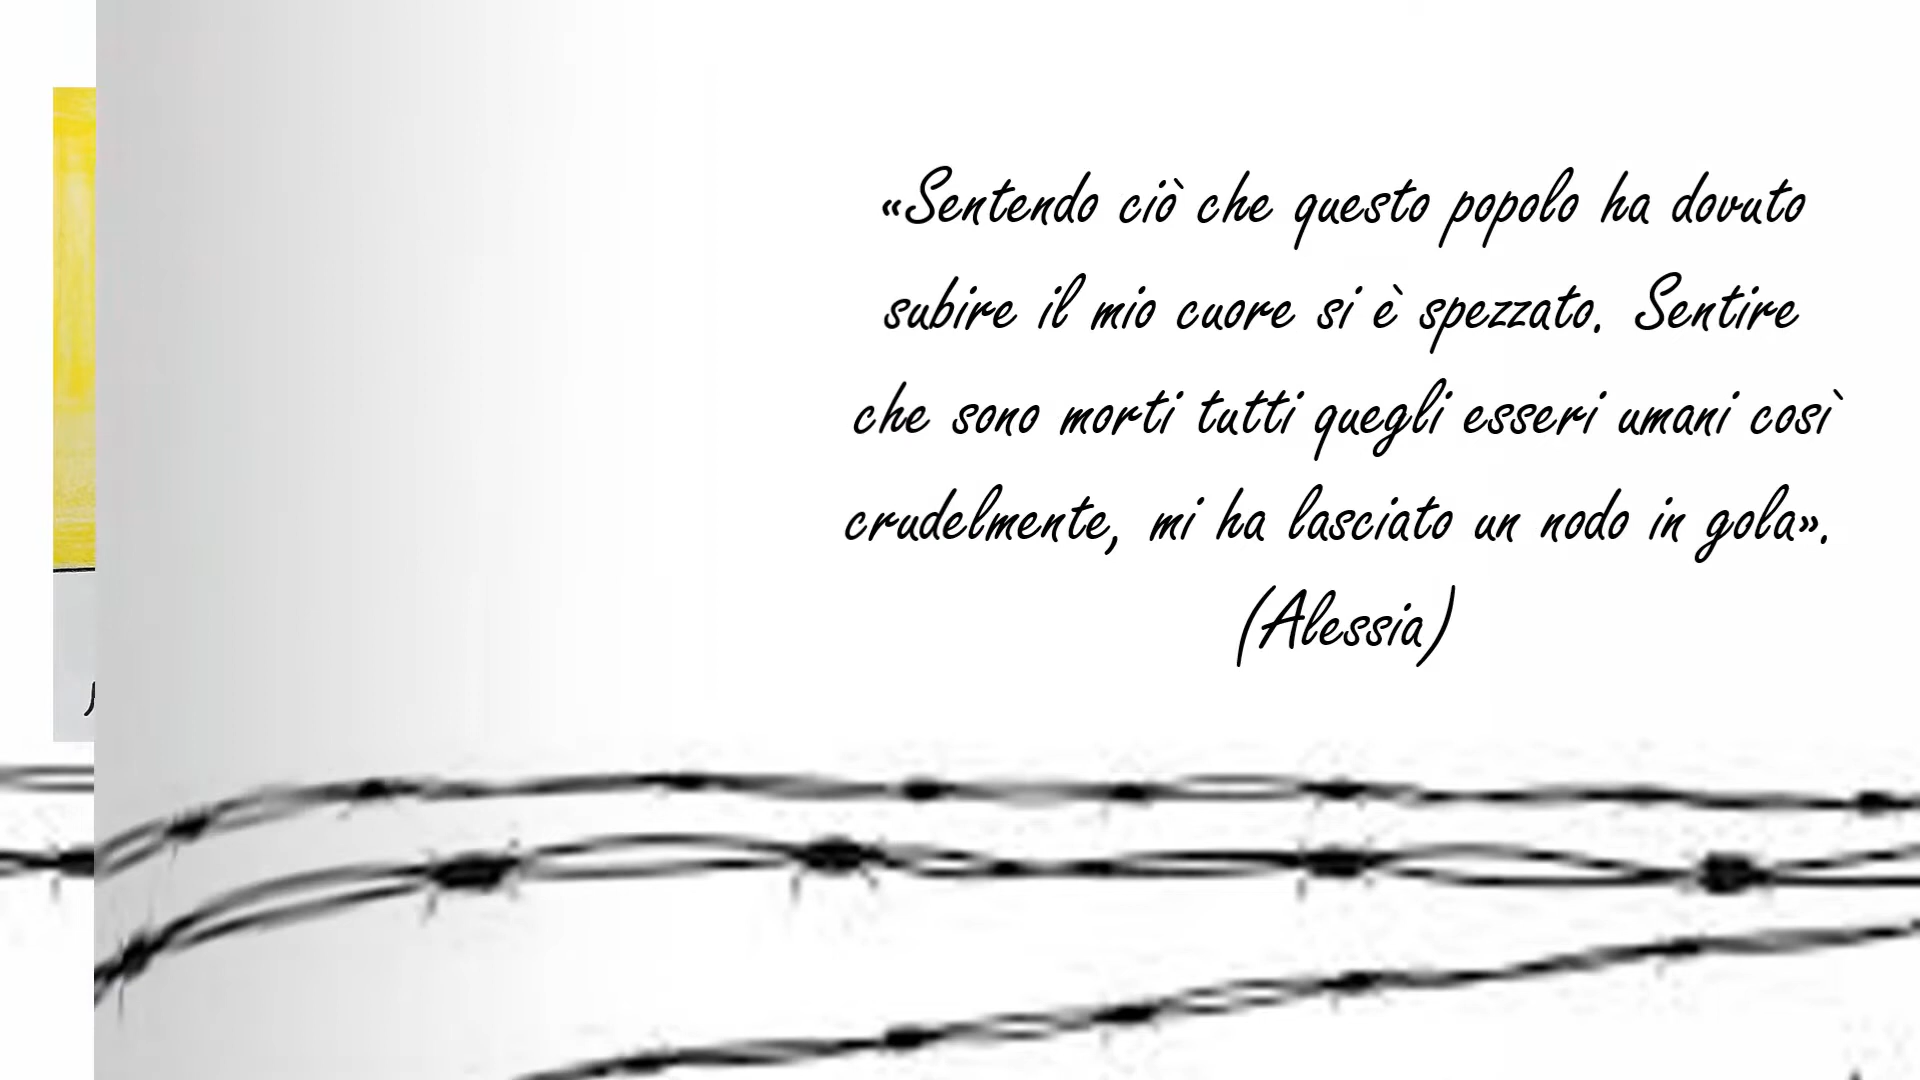 «Sentendo ciò che questo popolo ha dovuto
subire il mio cuore si è spezzato. Sentire
che sono morti tutti quegli esseri umani così
crudelmente, mi ha lasciato un nodo in gola».
(Alessia)